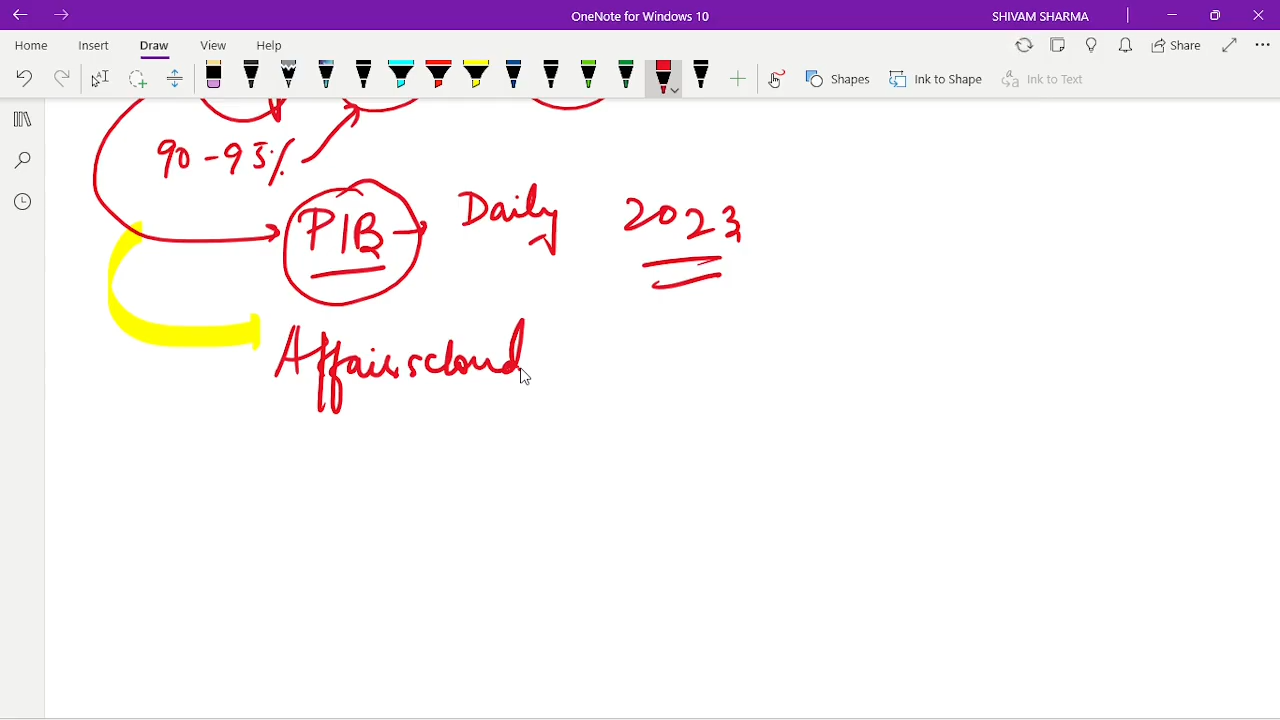 OneNote for Windows 10
SHIVAM SHARMA
Home Insert Draw View Help
Share
Shapes Ink to Shape Ink to Text
90-95%
PIB Daily 2023
Affairscloud